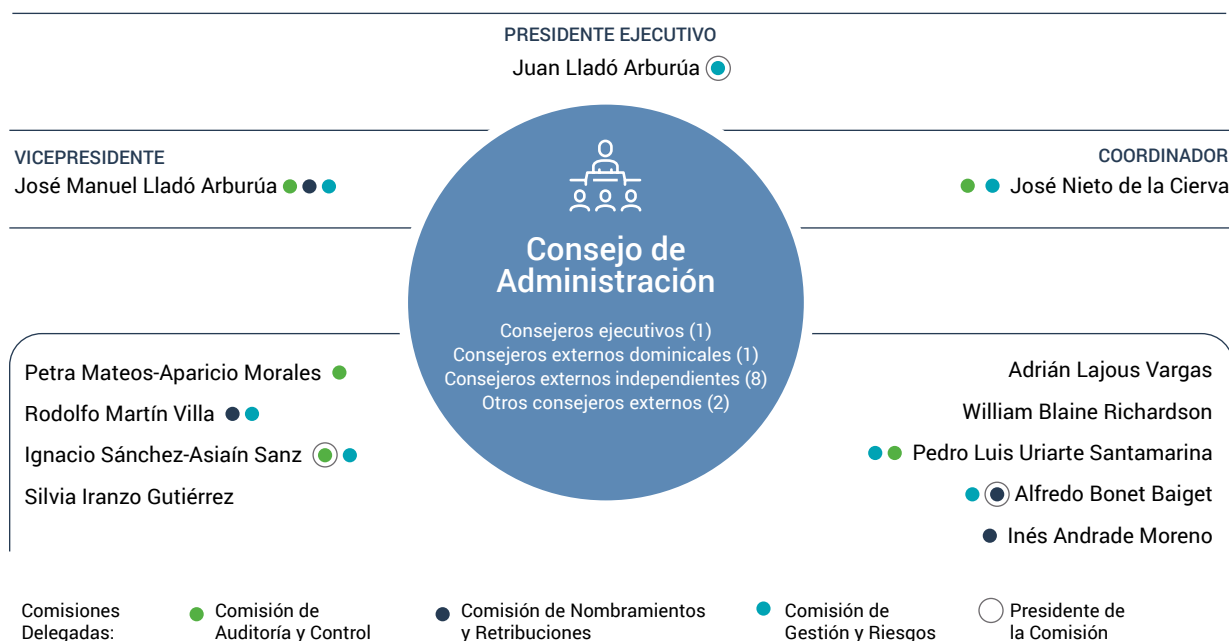 PRESIDENTE EJECUTIVO
Juan Lladó Arburúa
VICEPRESIDENTE
José Manuel Lladó Arburúa
COORDINADOR
José Nieto de la Cierva
Consejo de
Administración
Consejeros ejecutivos (1)
Consejeros externos dominicales (1)
Consejeros externos independientes (8)
Otros consejeros externos (2)
Petra Mateos-Aparicio Morales
Rodolfo Martín Villa
Ignacio Sánchez-Asiaín Sanz
Silvia Iranzo Gutiérrez
Adrián Lajous Vargas
William Blaine Richardson
Pedro Luis Uriarte Santamarina
Alfredo Bonet Baiget
Inés Andrade Moreno
Comisiones
Delegadas:
Comisión de
Auditoría y Control
Comisión de Nombramientos
y Retribuciones
Comisión de
Gestión y Riesgos
Presidente de
la Comisión